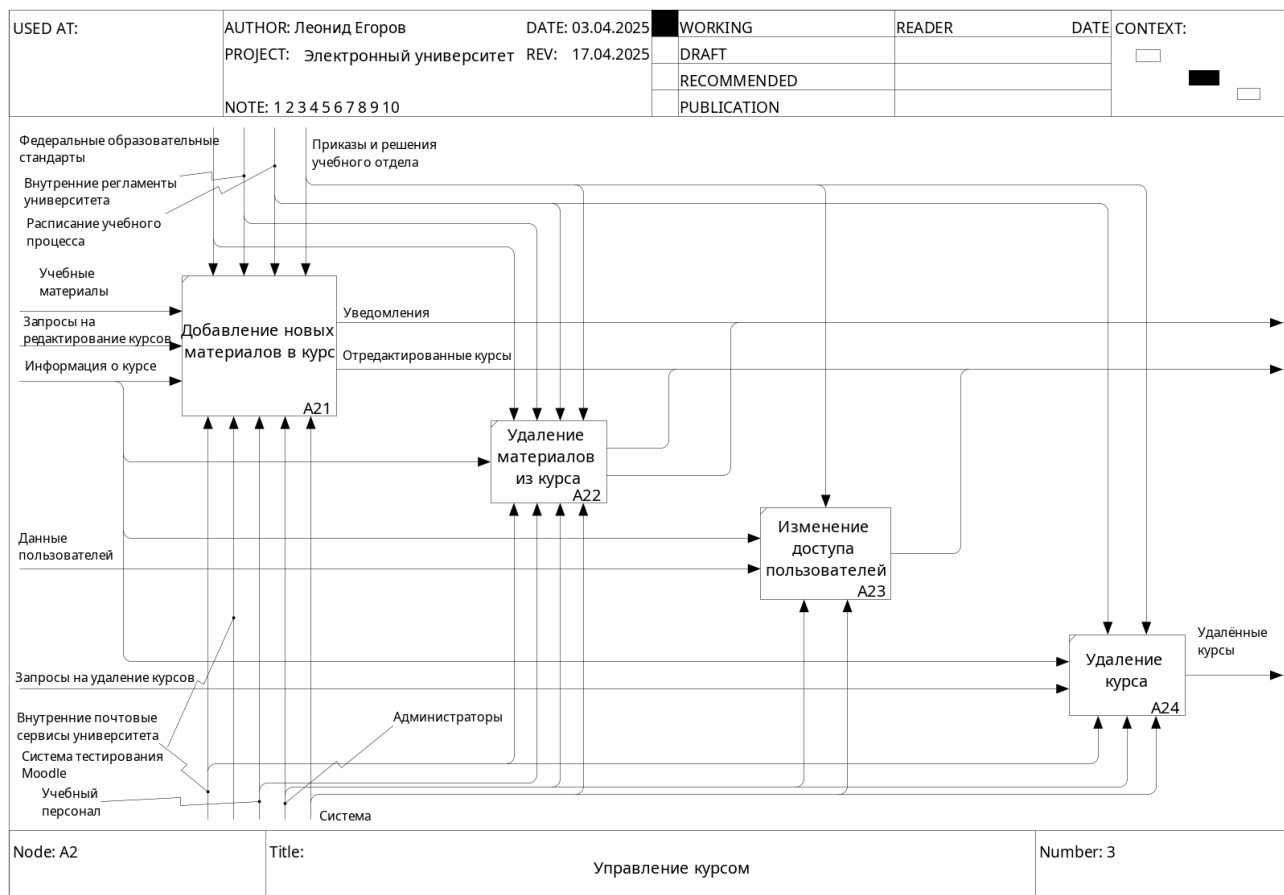 USED AT:
AUTHOR: Леонид Егоров
DATE: 03.04.2025
PROJECT: Электронный университет
REV: 17.04.2025
NOTE: 1 2 3 4 5 6 7 8 9 10
WORKING
DRAFT
RECOMMENDED
PUBLICATION
READER
DATE
CONTEXT:
Федеральные образовательные
стандарты
Внутренние регламенты
университета
Расписание учебного
процесса
Приказы и решения
учебного отдела
Учебные
материалы
Запросы на
редактирование курсов
Информация о курсе
Добавление новых
материалов в курс
A21
Уведомления
Отредактированные курсы
Удаление
материалов
из курса
A22
Данные
пользователей
Изменение
доступа
пользователей
A23
Запросы на удаление курсов
Удаление
курса
A24
Удалённые
курсы
Внутренние почтовые
сервисы университета
Система тестирования
Moodle
Учебный
персонал
Администраторы
Система
Node: A2
Title:
Управление курсом
Number: 3